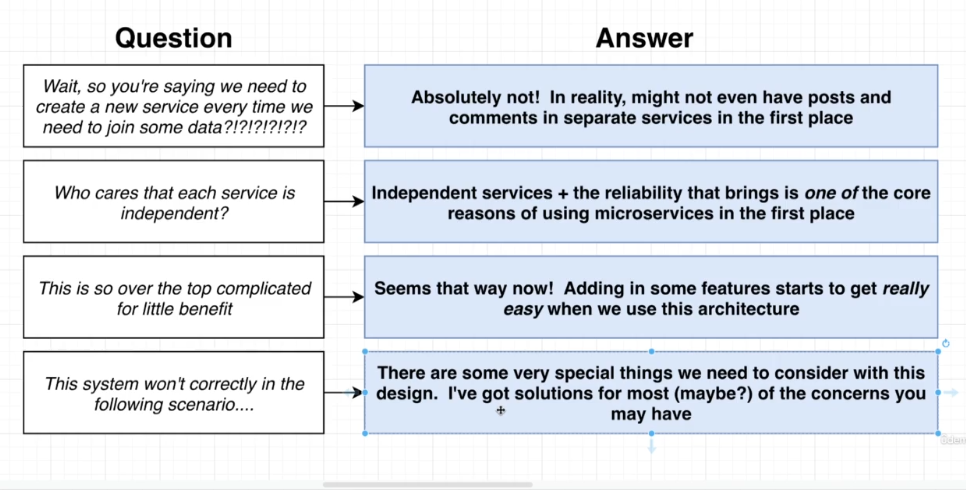 Question
Answer
Wait, so you're saying we need to
create a new service every time we
need to join some data?!?!?!?!?!?
Absolutely not! In reality, might not even have posts and
comments in separate services in the first place
Who cares that each service is
independent?
Independent services + the reliability that brings is one of the core
reasons of using microservices in the first place
This is so over the top complicated
for little benefit
Seems that way now! Adding in some features starts to get really
easy when we use this architecture
This system won't correctly in the
following scenario....
There are some very special things we need to consider with this
design. I've got solutions for most (maybe?) of the concerns you
may have